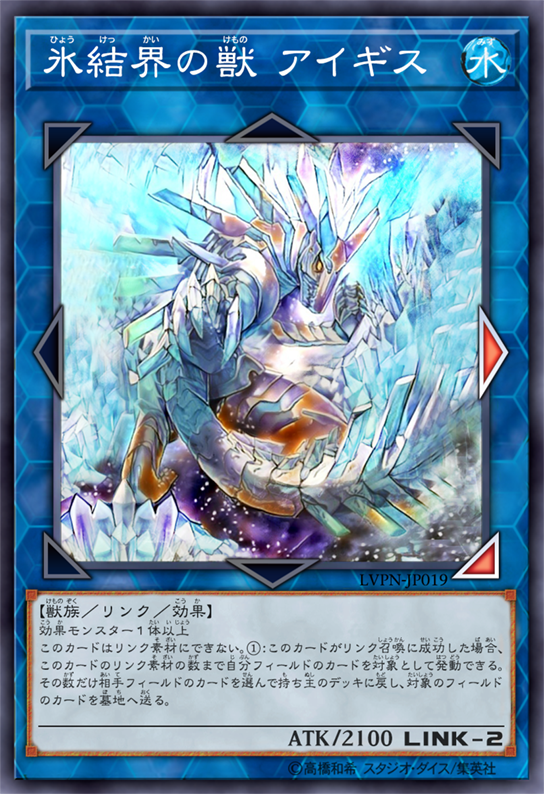 氷結界の獣 アイギス
水
LVPN-JP019
【獣族／リンク／効果】
効果モンスター１体以上
このカードはリンク素材にできない。①：このカードがリンク召喚に成功した場合、
このカードのリンク素材の数まで自分フィールドのカードを対象として発動できる。
その数だけ相手フィールドのカードを選んで持ち主のデッキに戻し、対象のフィールド
のカードを墓地へ送る。
ATK/2100 LINK-2
©高橋和希 スタジオ・ダイス/集英社